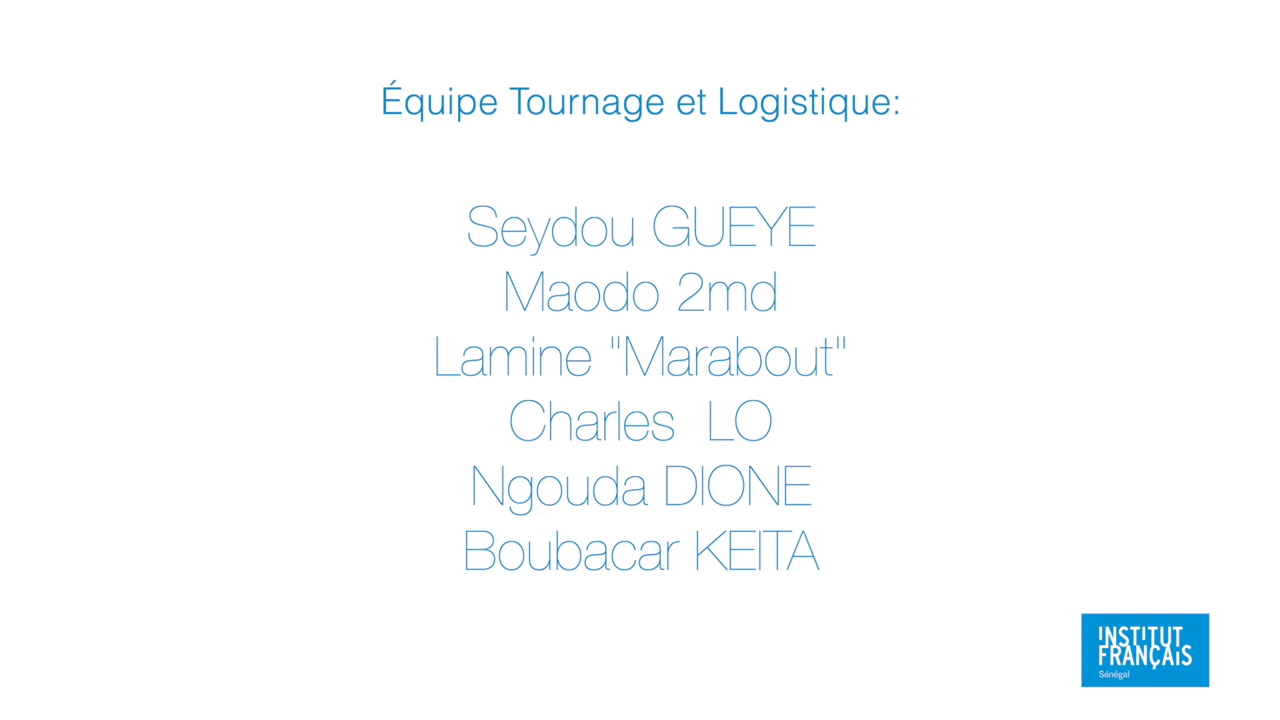 Équipe Tournage et Logistique:
Seydou GUEYE
Maodo 2md
Lamine "Marabout"
Charles  LO
Ngouda DIONE
Boubacar KEITA
INSTITUT
FRANÇAIS
Sénégal